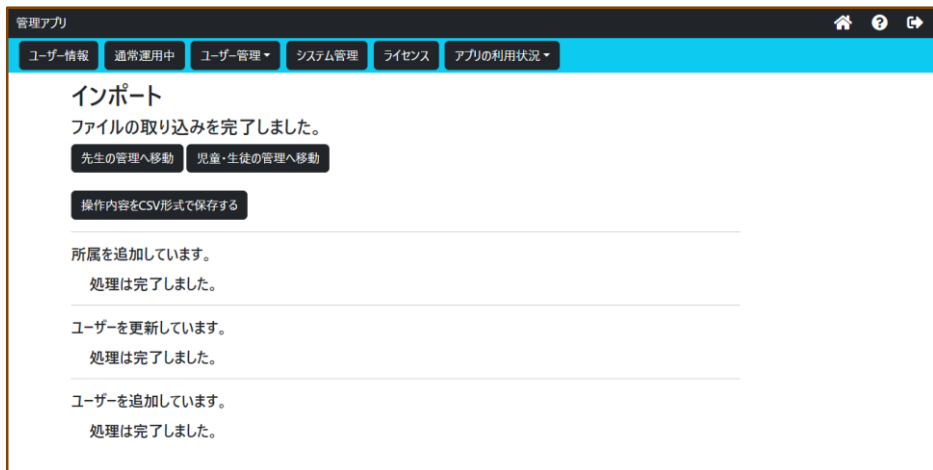 管理アプリ
ユーザー情報 通常運用中 ユーザー管理 システム管理 ライセンス アプリの利用状況
インポート
ファイルの取り込みを完了しました。
先生の管理へ移動 児童・生徒の管理へ移動
操作内容をCSV形式で保存する
所属を追加しています。
処理は完了しました。
ユーザーを更新しています。
処理は完了しました。
ユーザーを追加しています。
処理は完了しました。